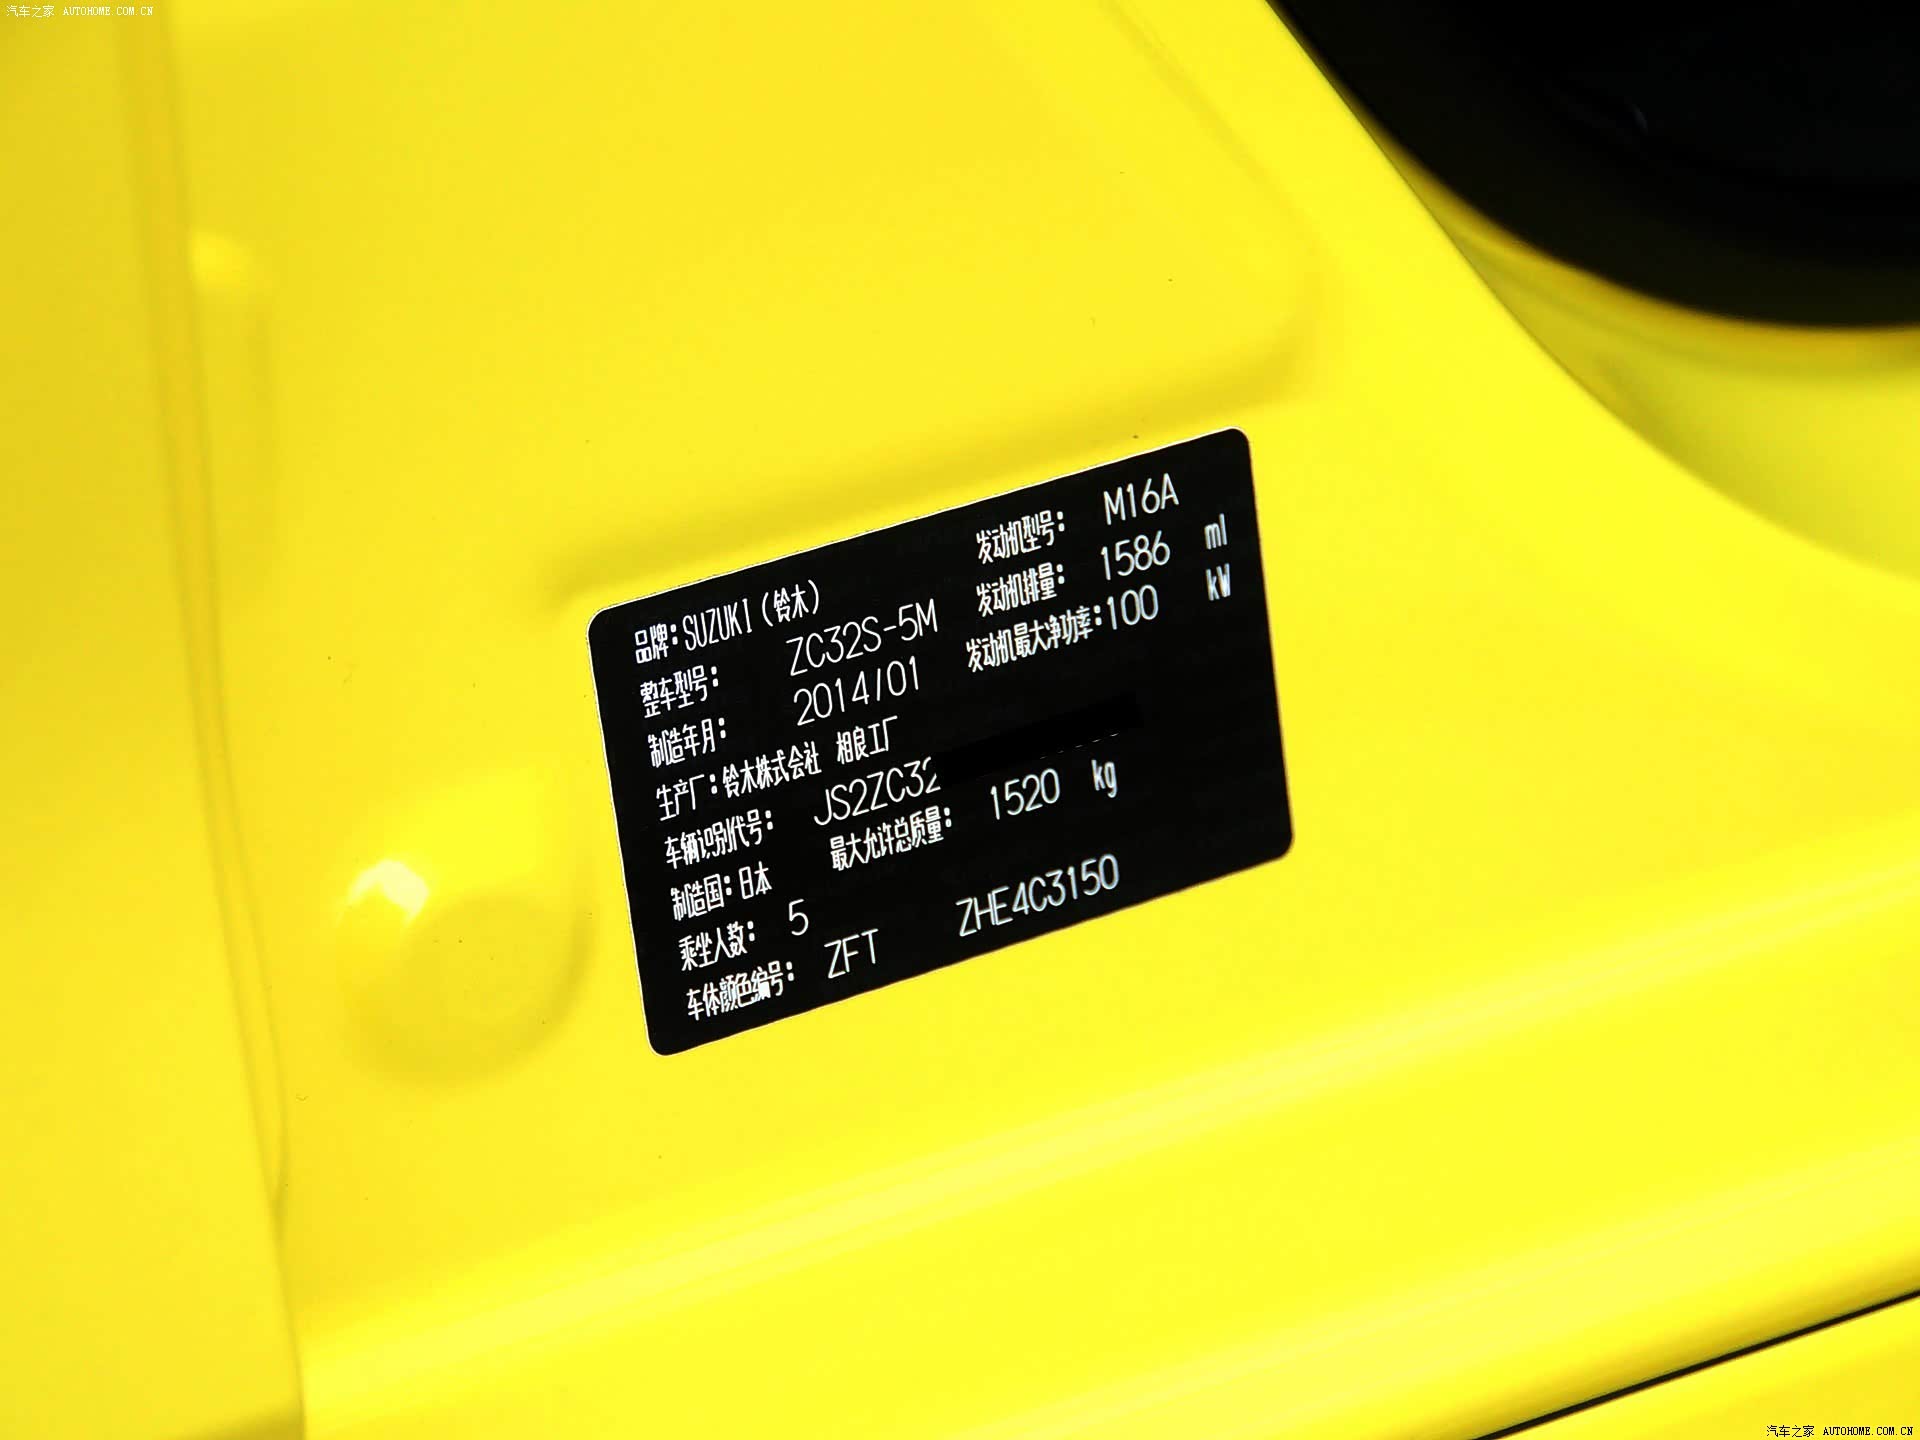 汽车之家 AUTOHOME.COM.CN
品牌：SUZUKI（铃木） 发动机型号： M16A
整车型号： ZC32S-5M 发动机排量： 1586 ml
制造年月： 2014/01 发动机最大净功率：100 kW
生产厂：铃木株式会社 相良工厂
车辆识别代号： JS2ZC32
制造国：日本 最大允许总质量： 1520 kg
乘坐人数： 5
车体颜色编号： ZFT ZHE4C3150
汽车之家 AUTOHOME.COM.CN